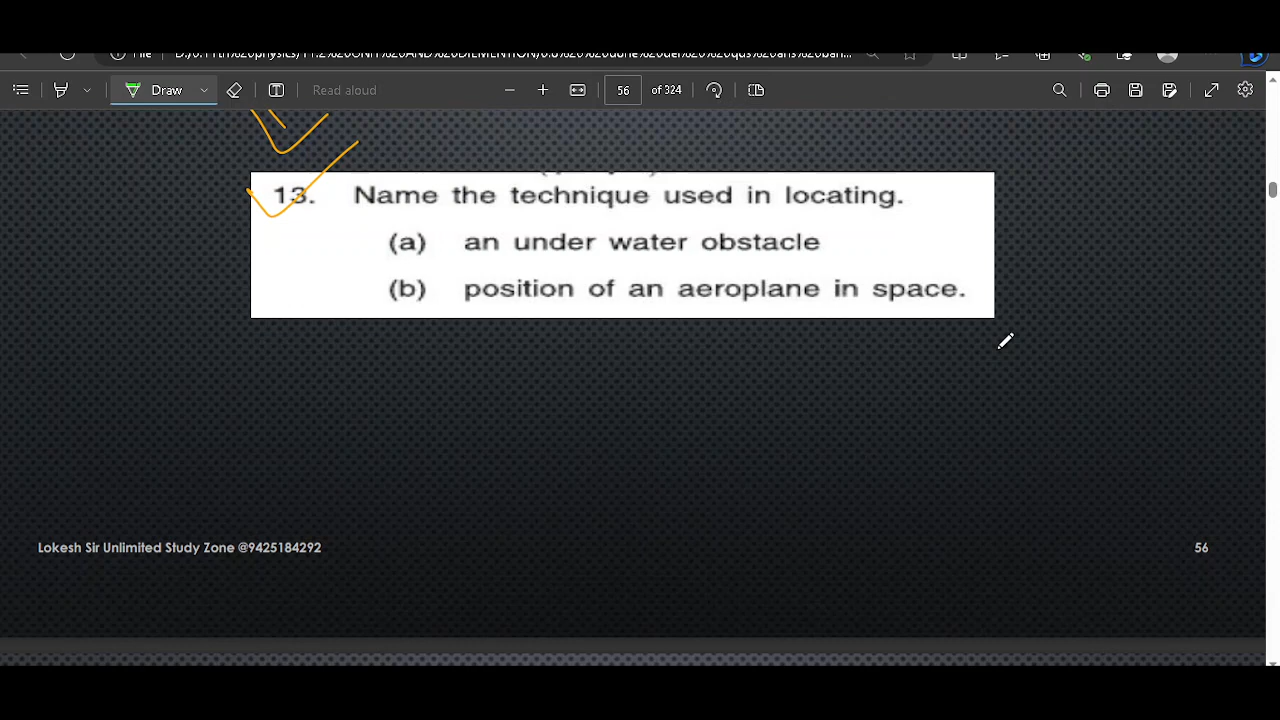 Draw
Read aloud
56
of 324
13. Name the technique used in locating.
(a) an under water obstacle
(b) position of an aeroplane in space.
Lokesh Sir Unlimited Study Zone @9425184292
56